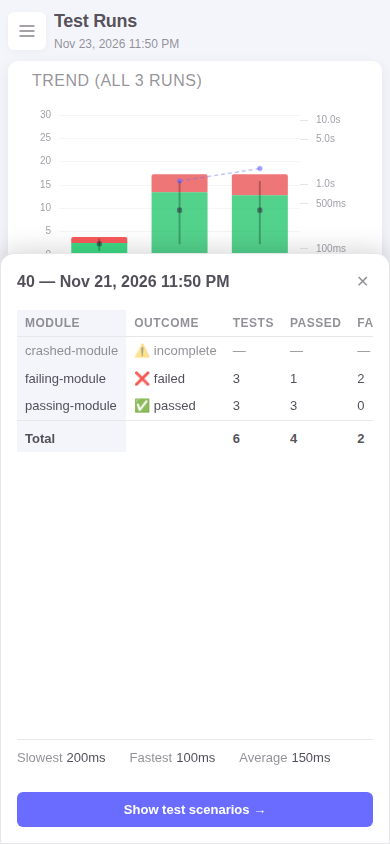 Test Runs
Nov 23, 2026 11:50 PM
TREND (ALL 3 RUNS)
30
25
20
15
10
5
10.0s
5.0s
1.0s
500ms
100ms
40 — Nov 21, 2026 11:50 PM ✕
MODULE OUTCOME TESTS PASSED FA
crashed-module ⚠️ incomplete — — —
failing-module ❌ failed 3 1 2
passing-module ✅ passed 3 3 0
Total 6 4 2
Slowest 200ms Fastest 100ms Average 150ms
Show test scenarios →